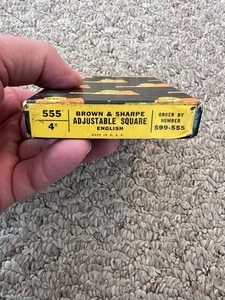 555
4"
BROWN & SHARPE
ADJUSTABLE SQUARE
ENGLISH
MADE IN U.S.A.
ORDER BY
NUMBER
599-555